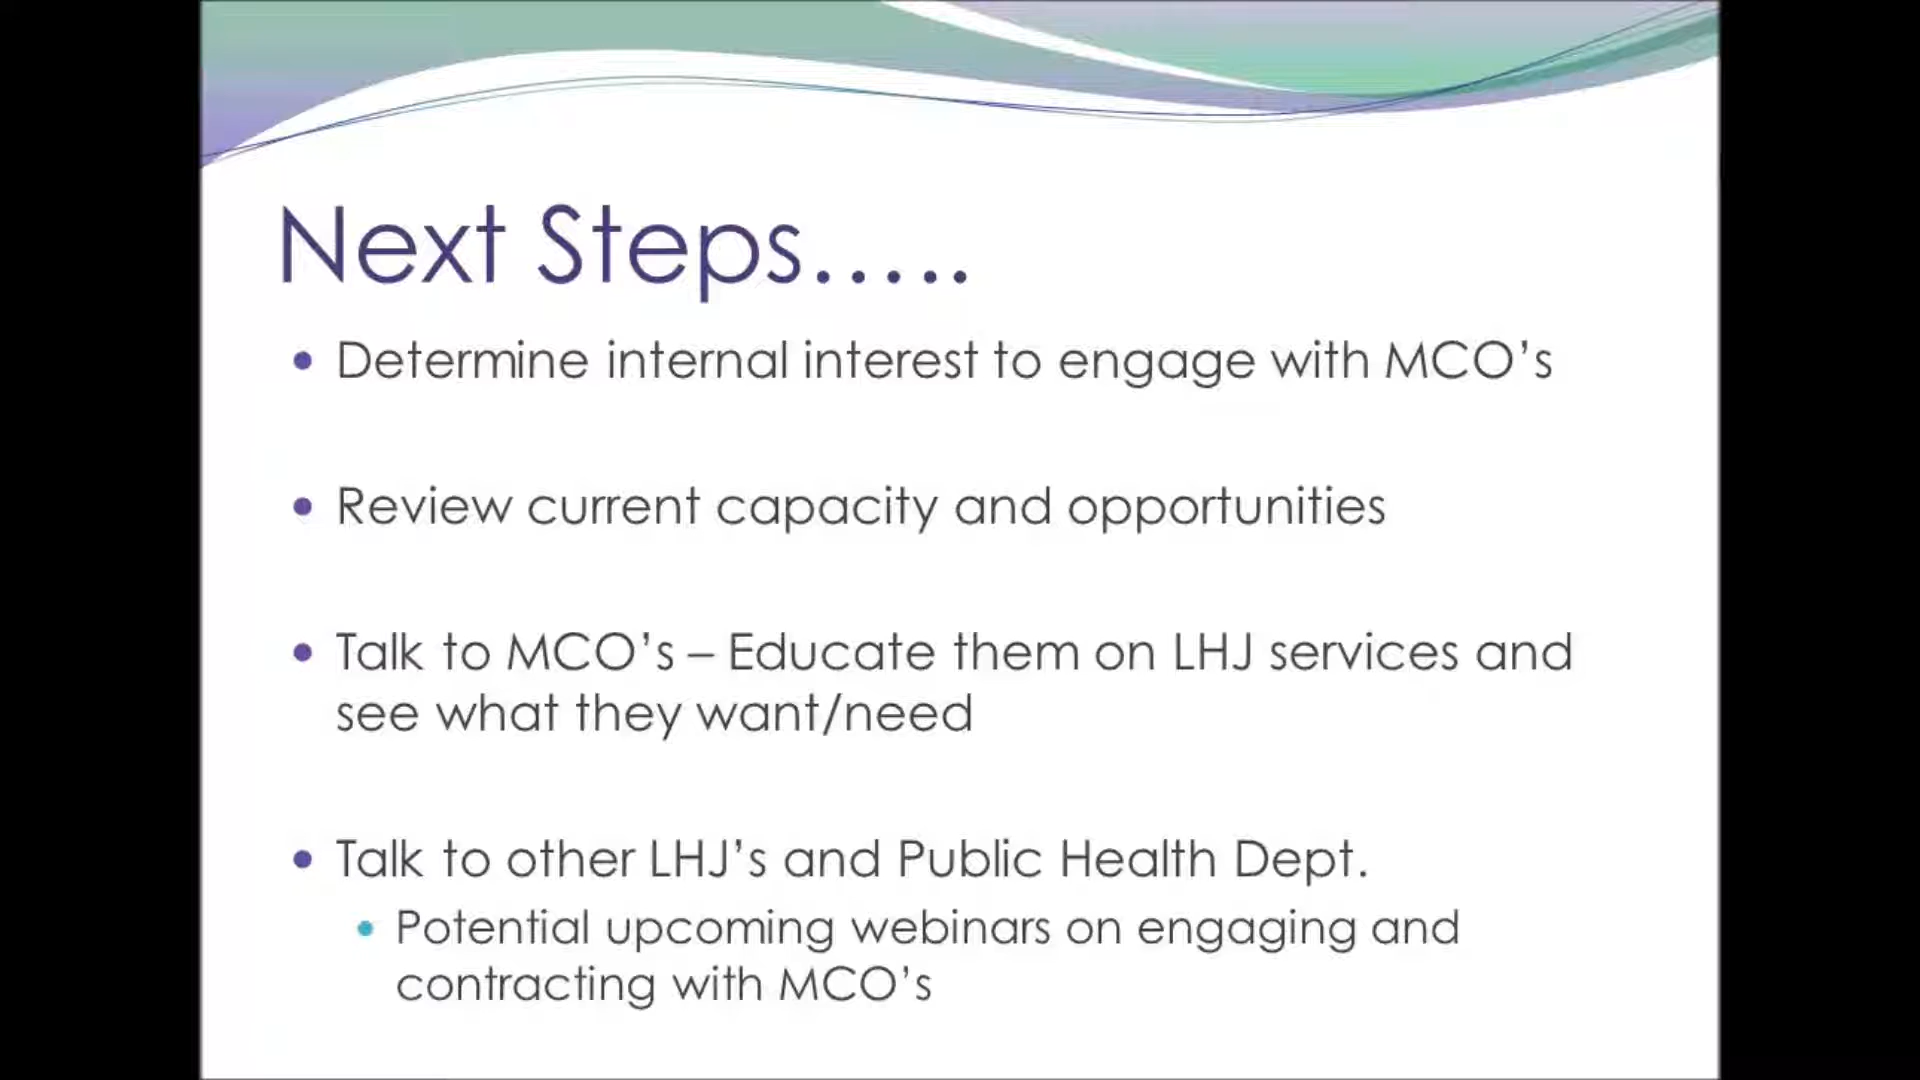 Next Steps.....
• Determine internal interest to engage with MCO’s
• Review current capacity and opportunities
• Talk to MCO’s – Educate them on LHJ services and
see what they want/need
• Talk to other LHJ’s and Public Health Dept.
• Potential upcoming webinars on engaging and
contracting with MCO’s